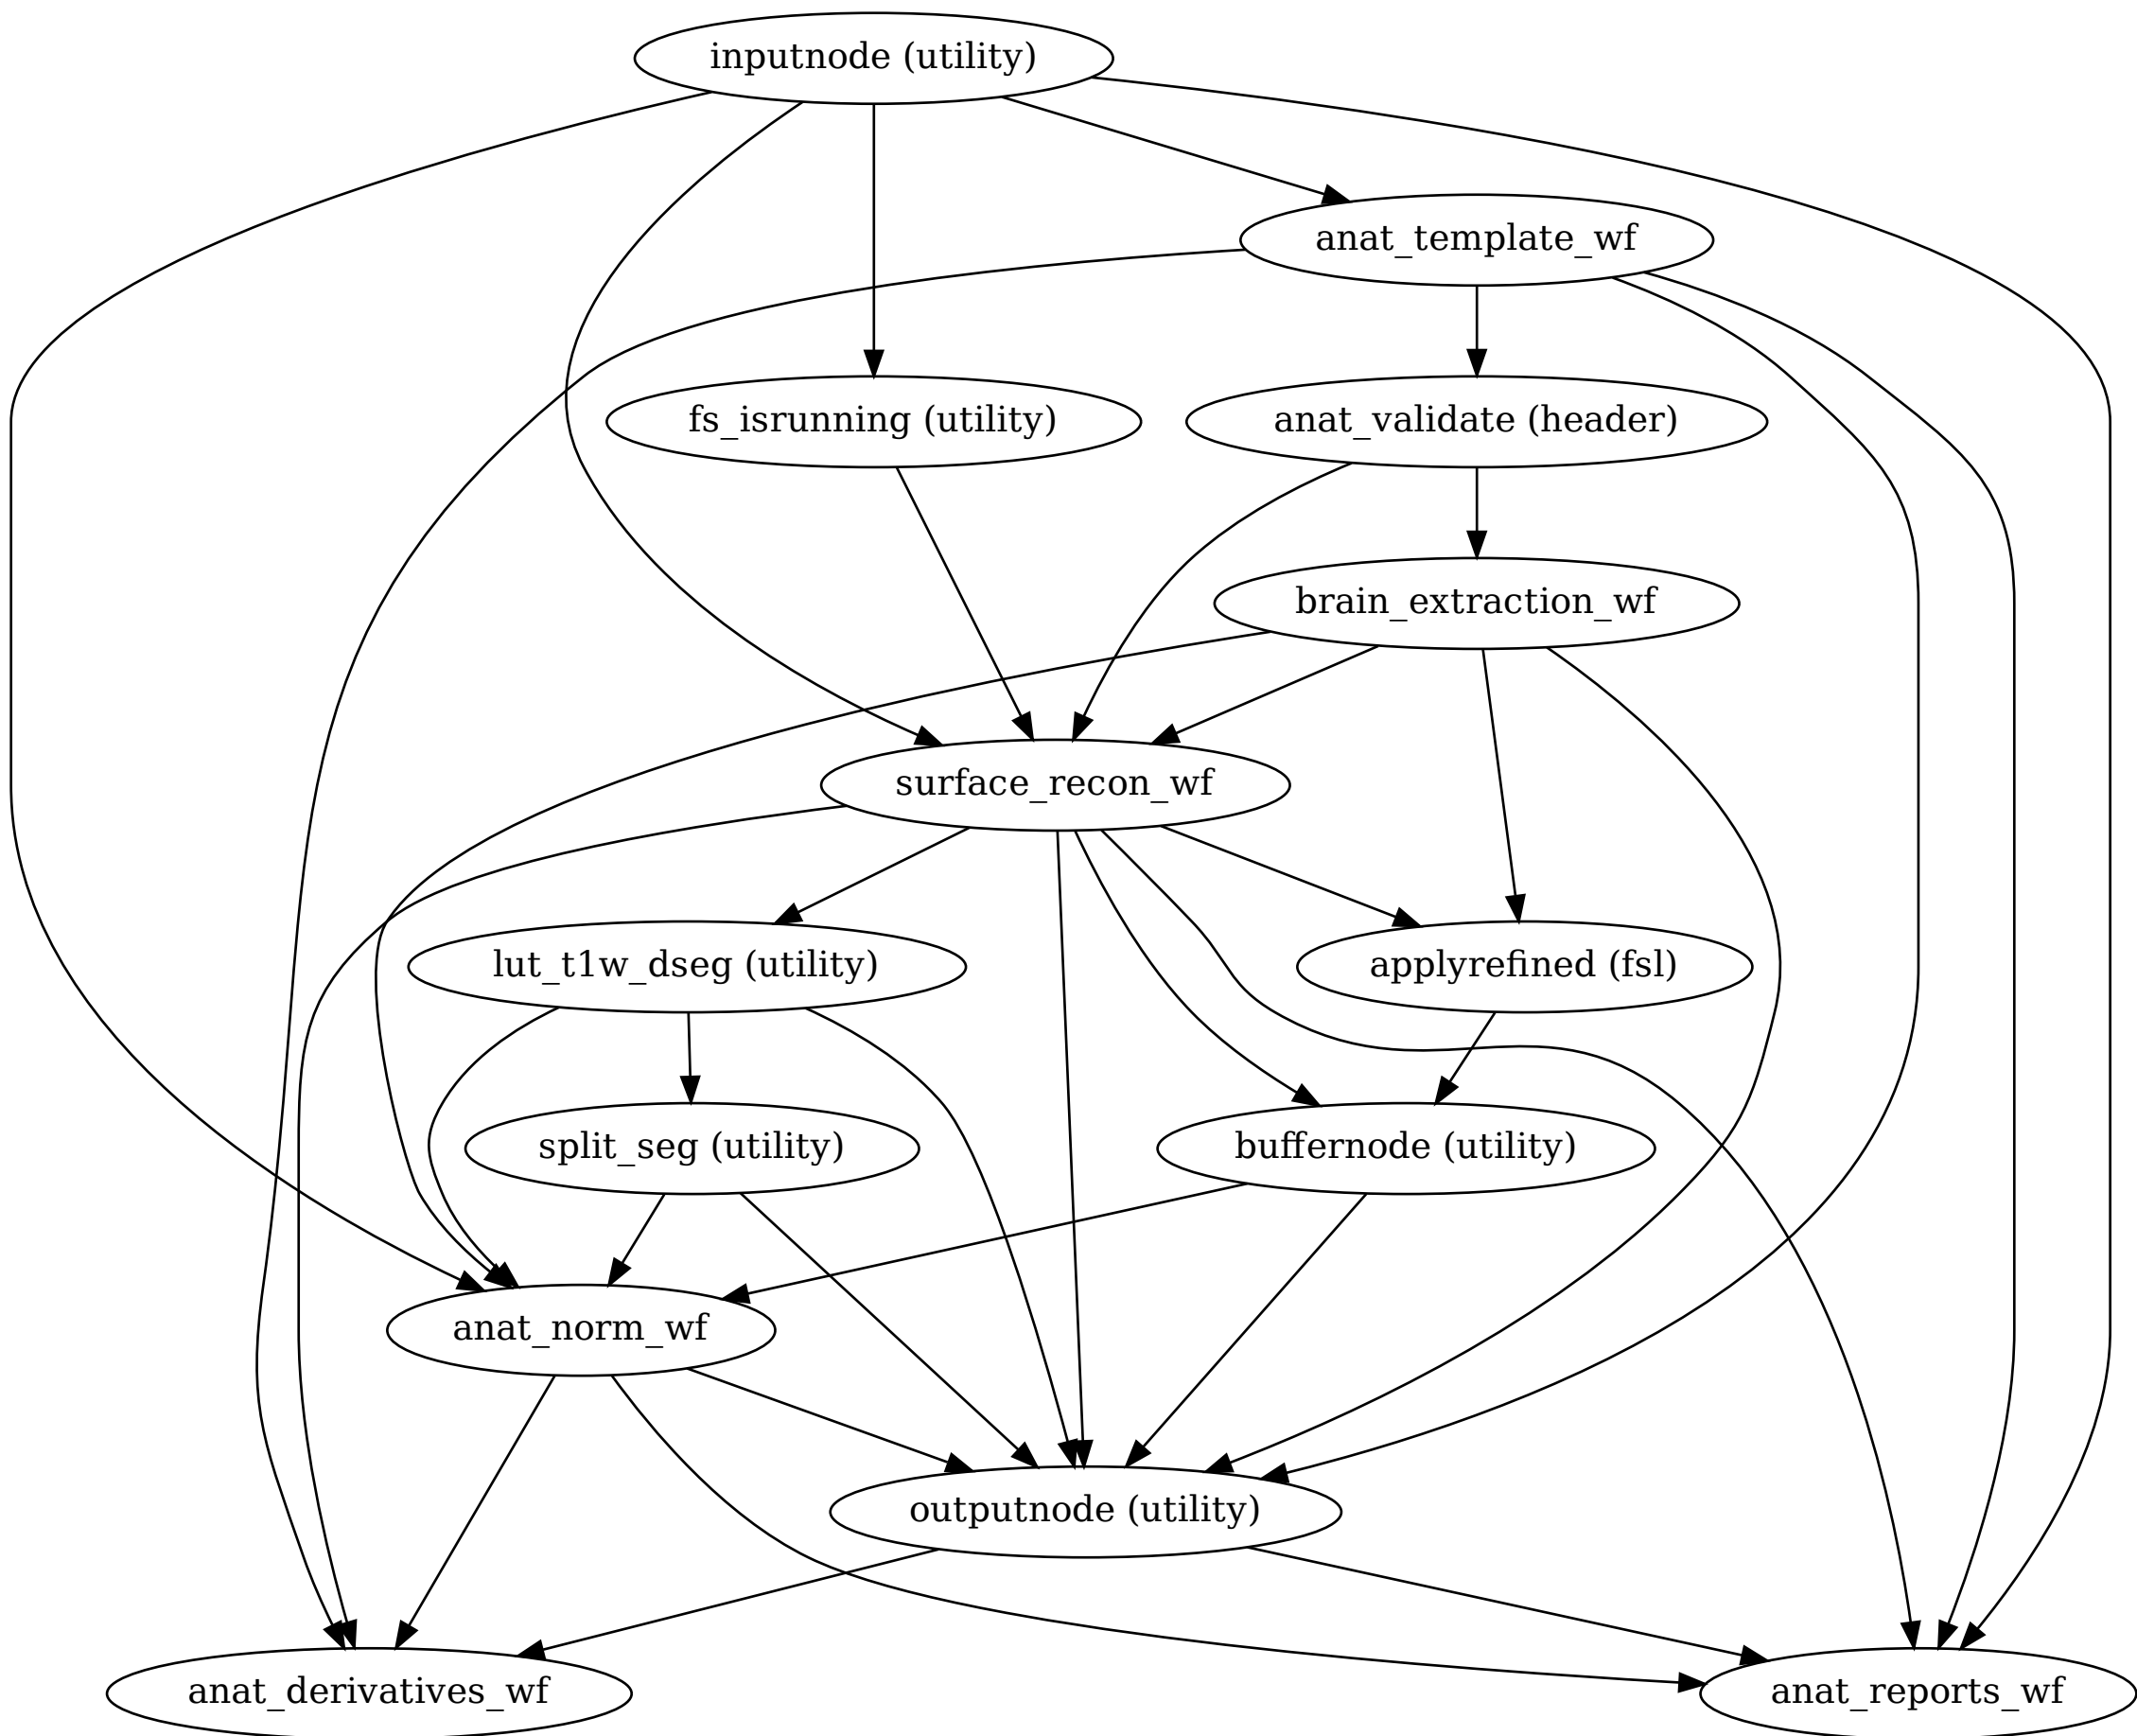 inputnode (utility)
anat_template_wf
fs_isrunning (utility)
anat_validate (header)
brain_extraction_wf
surface_recon_wf
lut_t1w_dseg (utility)
applyrefined (fsl)
split_seg (utility)
buffernode (utility)
anat_norm_wf
outputnode (utility)
anat_derivatives_wf
anat_reports_wf